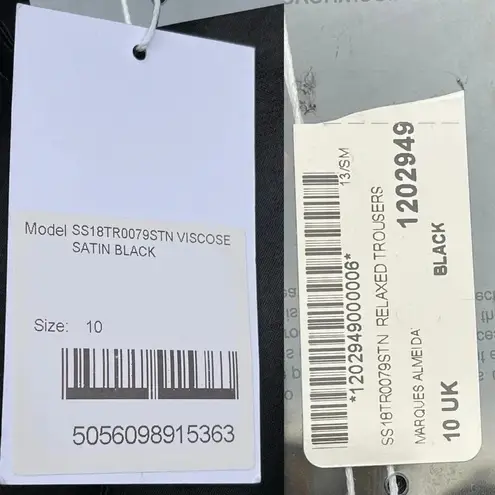 Model SS18TR0079STN VISCOSE
SATIN BLACK
Size: 10
5056098915363
13/SM
*1202949000006*
SS18TR0079STN RELAXED TROUSERS
1202949
MARQUES ALMEIDA
BLACK
10 UK